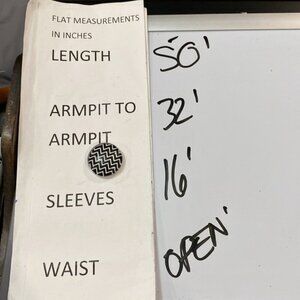 FLAT MEASUREMENTS
IN INCHES
LENGTH 50'
ARMPIT TO
ARMPIT 32'
SLEEVES 16'
WAIST OPEN'